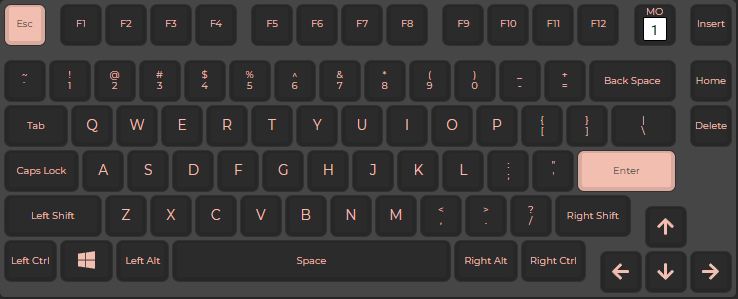 Esc F1 F2 F3 F4 F5 F6 F7 F8 F9 F10 F11 F12 MO 1 Insert
~ ` ! 1 @ 2 # 3 $ 4 % 5 ^ 6 & 7 * 8 ( 9 ) 0 _ - + = Back Space Home
Tab Q W E R T Y U I O P { [ } ] | \ Delete
Caps Lock A S D F G H J K L : ; " ' Enter
Left Shift Z X C V B N M < , > . ? / Right Shift ↑
Left Ctrl Left Alt Space Right Alt Right Ctrl ← ↓ →